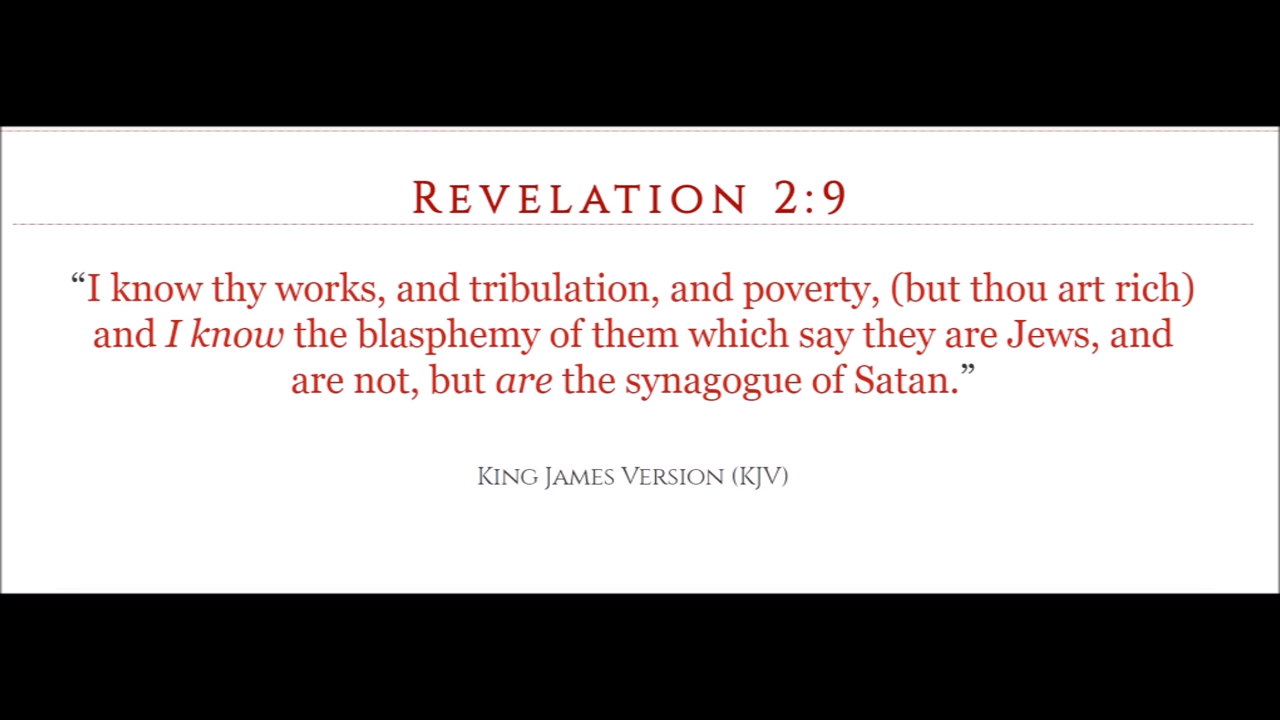 Revelation 2:9
“I know thy works, and tribulation, and poverty, (but thou art rich)
and I know the blasphemy of them which say they are Jews, and
are not, but are the synagogue of Satan.”
King James Version (KJV)